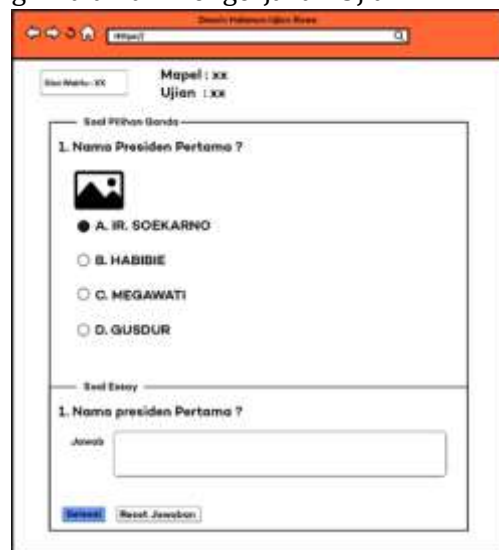 Desain Halaman Ujian Siswa
Https://
Sisa Waktu : XX
Mapel : xx
Ujian : xx
Soal Pilihan Ganda
1. Nama Presiden Pertama ?
A. IR. SOEKARNO
B. HABIBIE
C. MEGAWATI
D. GUSDUR
Soal Essay
1. Nama presiden Pertama ?
Jawab
Selesai
Reset Jawaban